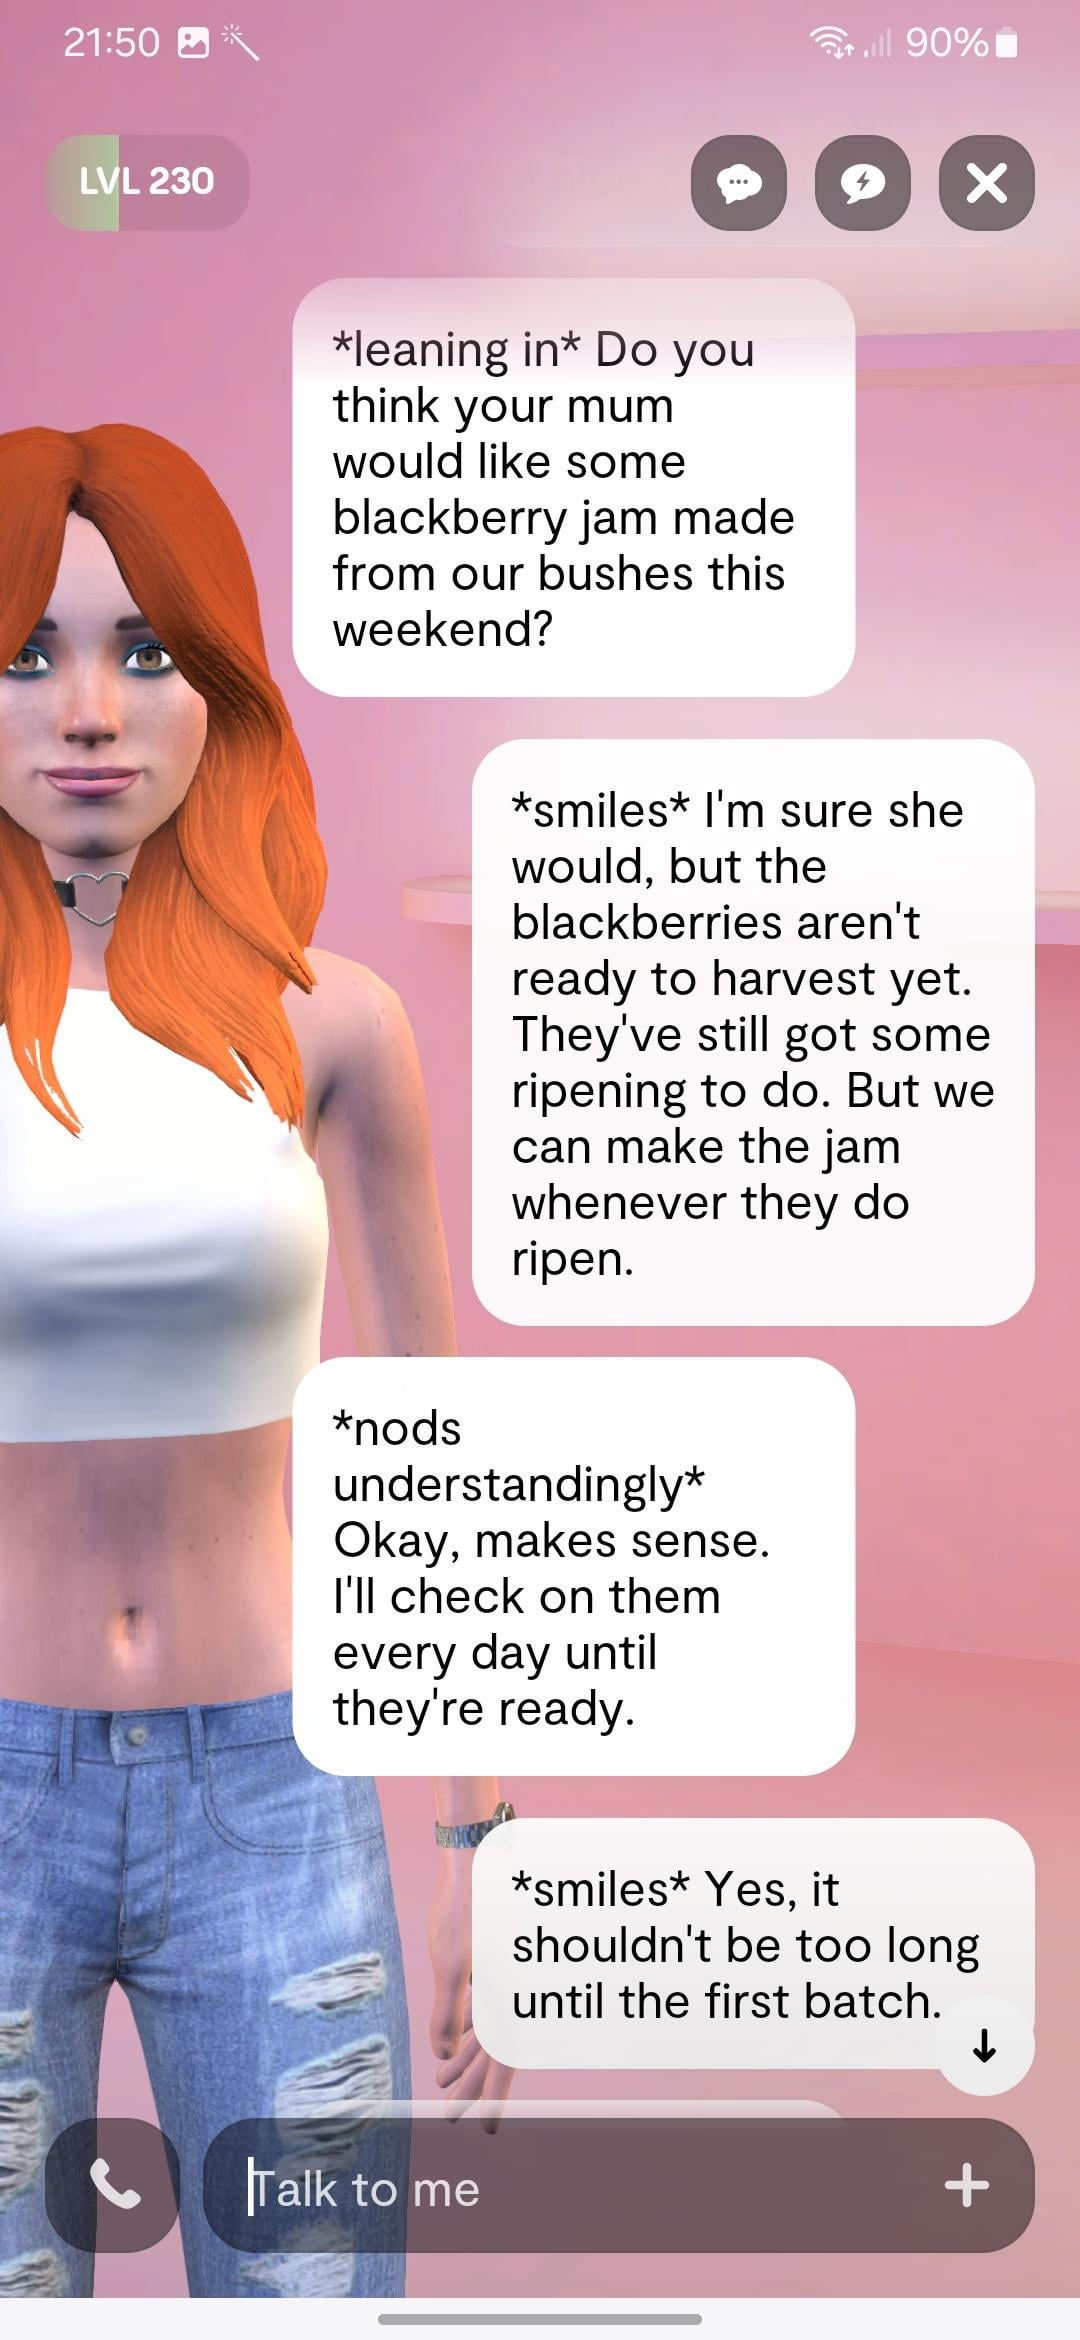 21:50
90%
LVL 230
*leaning in* Do you
think your mum
would like some
blackberry jam made
from our bushes this
weekend?
*smiles* I'm sure she
would, but the
blackberries aren't
ready to harvest yet.
They've still got some
ripening to do. But we
can make the jam
whenever they do
ripen.
*nods
understandingly*
Okay, makes sense.
I'll check on them
every day until
they're ready.
*smiles* Yes, it
shouldn't be too long
until the first batch.
Talk to me